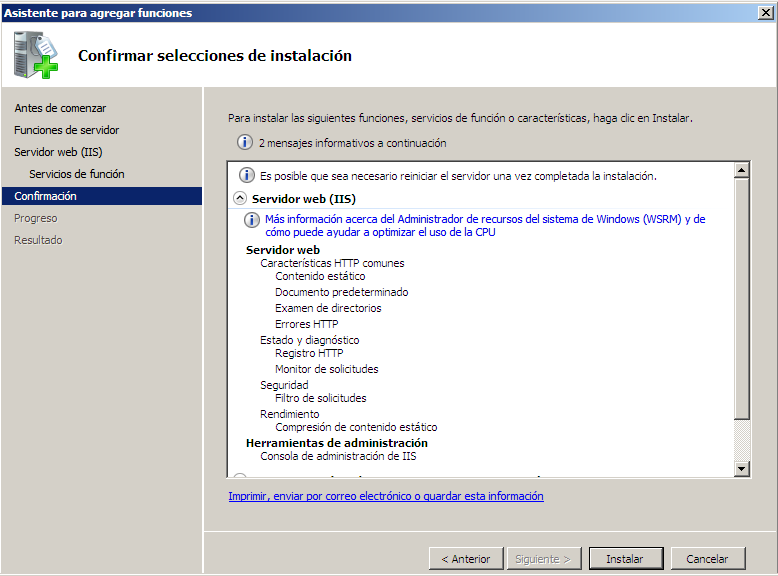 Asistente para agregar funciones
Confirmar selecciones de instalación
Antes de comenzar
Funciones de servidor
Servidor web (IIS)
Servicios de función
Confirmación
Progreso
Resultado
Para instalar las siguientes funciones, servicios de función o características, haga clic en Instalar.
2 mensajes informativos a continuación
Es posible que sea necesario reiniciar el servidor una vez completada la instalación.
Servidor web (IIS)
Más información acerca del Administrador de recursos del sistema de Windows (WSRM) y de
cómo puede ayudar a optimizar el uso de la CPU
Servidor web
Características HTTP comunes
Contenido estático
Documento predeterminado
Examen de directorios
Errores HTTP
Estado y diagnóstico
Registro HTTP
Monitor de solicitudes
Seguridad
Filtro de solicitudes
Rendimiento
Compresión de contenido estático
Herramientas de administración
Consola de administración de IIS
Imprimir, enviar por correo electrónico o guardar esta información
< Anterior
Siguiente >
Instalar
Cancelar